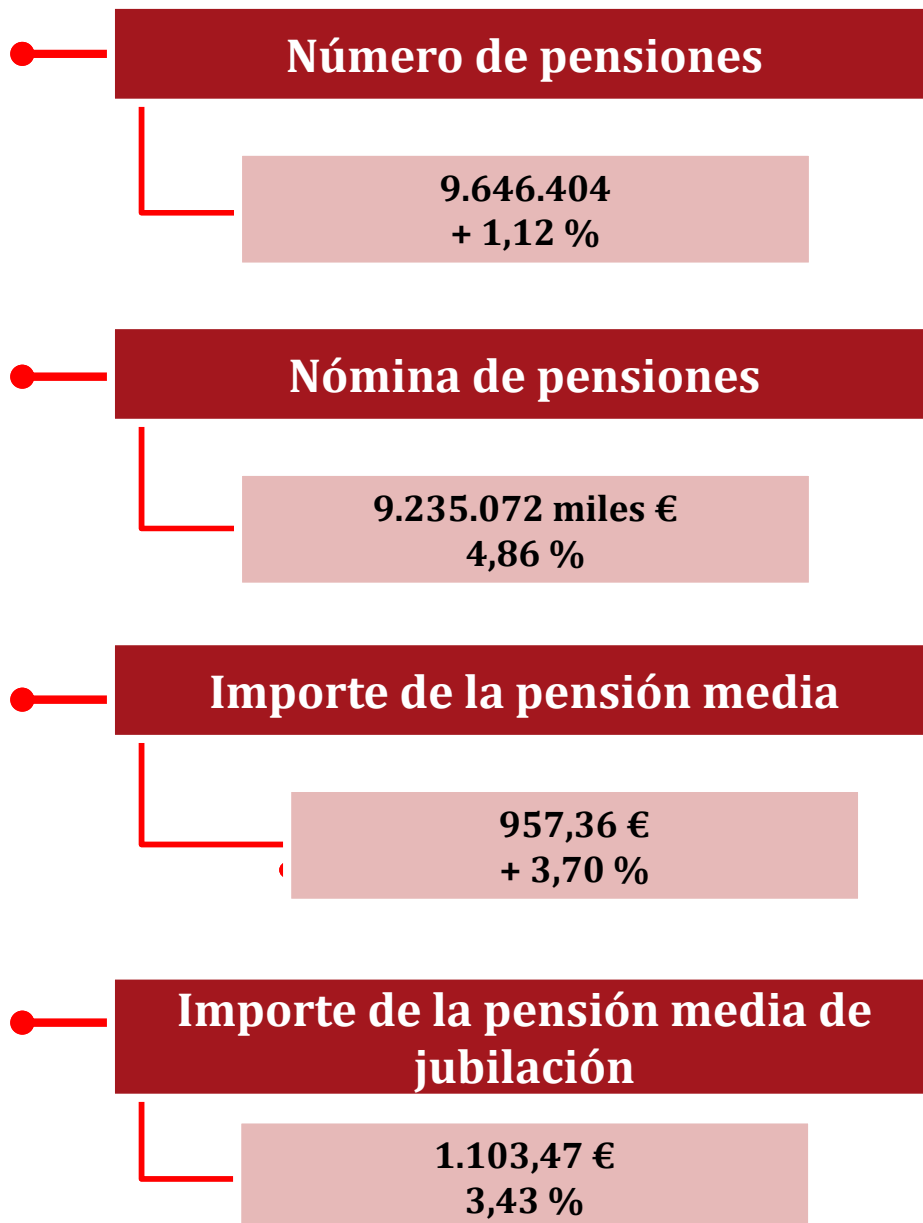 Número de pensiones
9.646.404
+ 1,12 %
Nómina de pensiones
9.235.072 miles €
4,86 %
Importe de la pensión media
957,36 €
+ 3,70 %
Importe de la pensión media de
jubilación
1.103,47 €
3,43 %